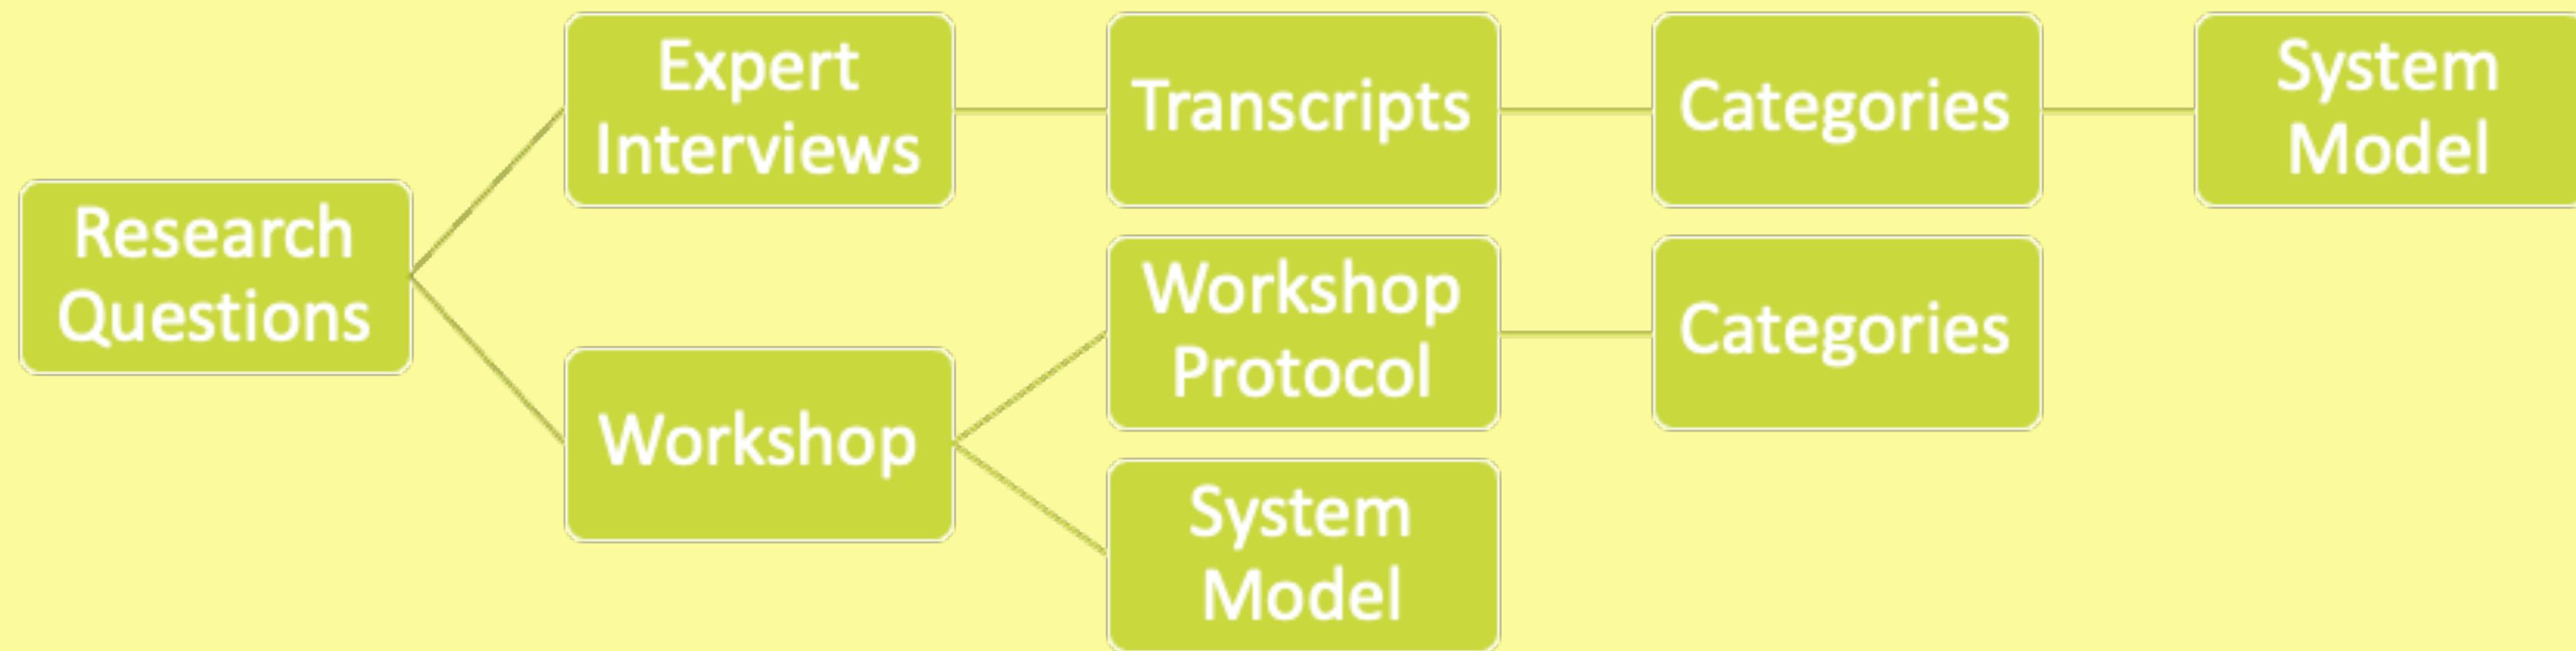 Research
Questions
Expert
Interviews
Transcripts
Categories
System
Model
Workshop
Workshop
Protocol
Categories
System
Model